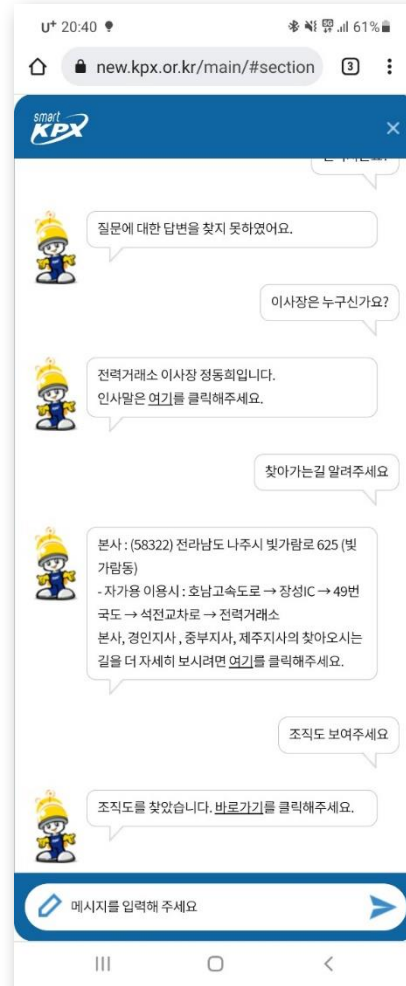 U⁺ 20:40
61%
new.kpx.or.kr/main/#section
3
smart
KPX
질문에 대한 답변을 찾지 못하였어요.
이사장은 누구신가요?
전력거래소 이사장 정동희입니다.
인사말은 여기를 클릭해주세요.
찾아가는길 알려주세요
본사 : (58322) 전라남도 나주시 빛가람로 625 (빛
가람동)
- 자가용 이용시 : 호남고속도로 → 장성IC → 49번
국도 → 석전교차로 → 전력거래소
본사, 경인지사 , 중부지사, 제주지사의 찾아오시는
길을 더 자세히 보시려면 여기를 클릭해주세요.
조직도 보여주세요
조직도를 찾았습니다. 바로가기를 클릭해주세요.
메시지를 입력해 주세요